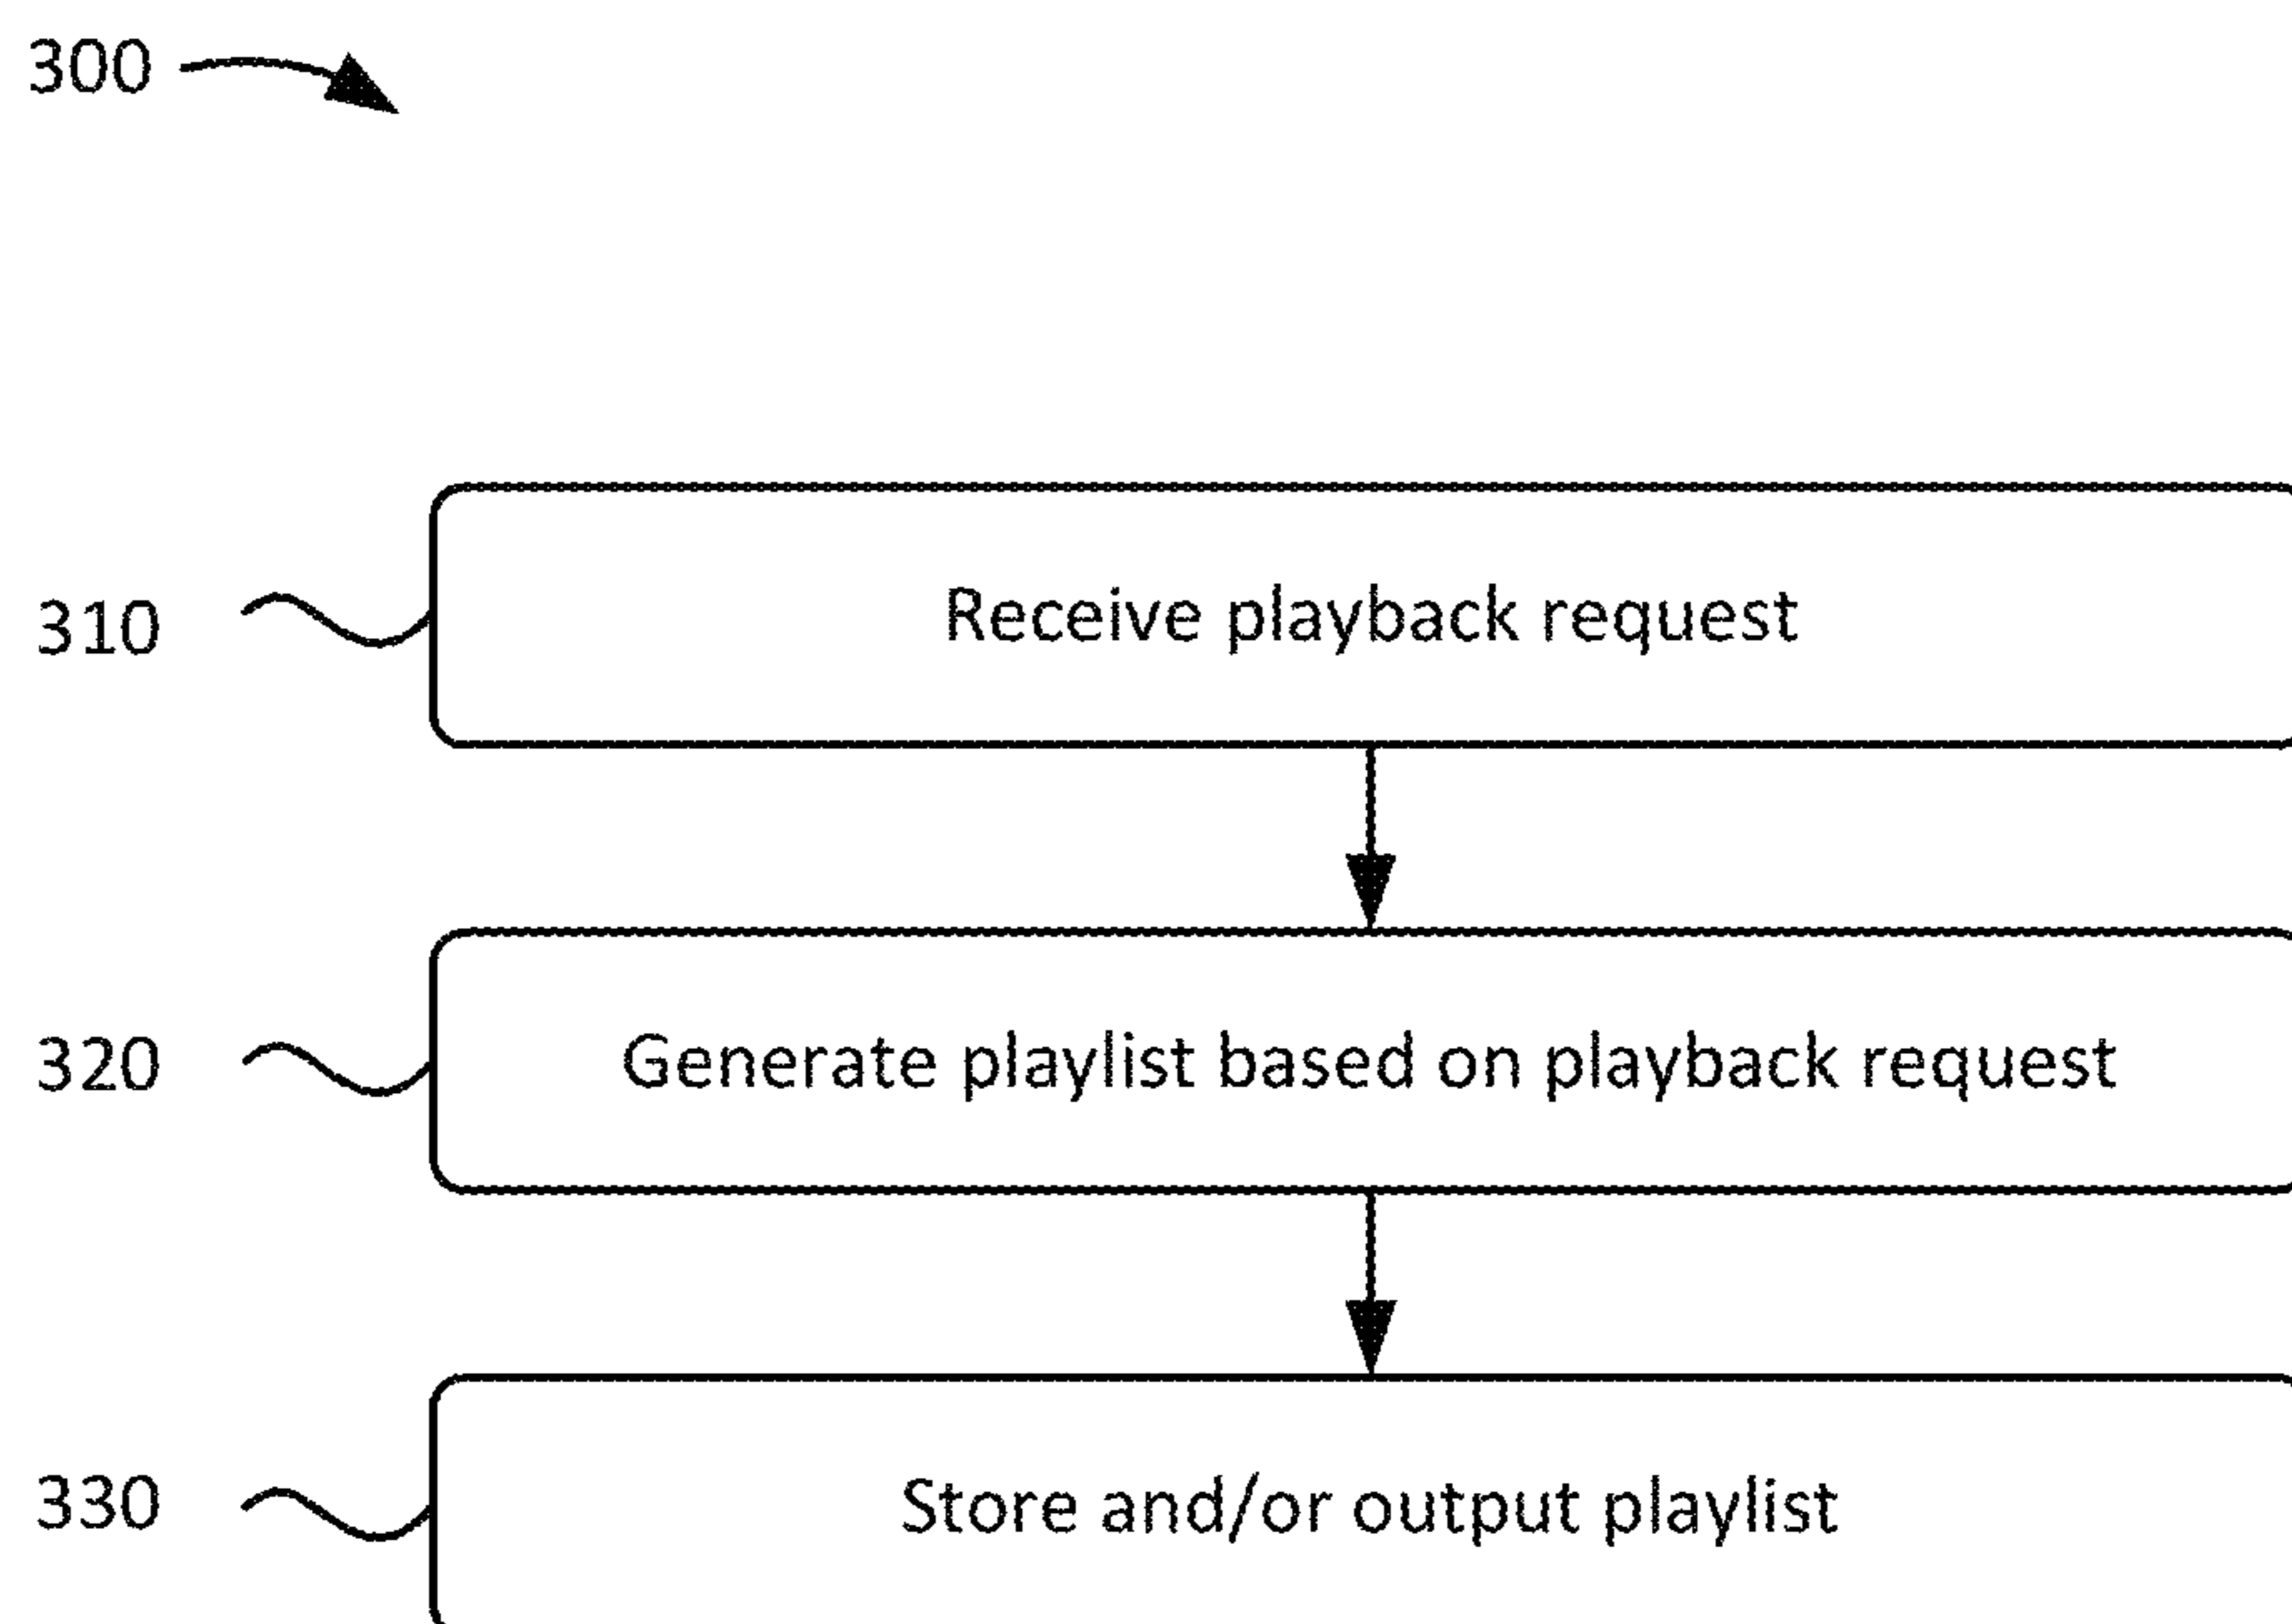 300
310
Receive playback request
320
Generate playlist based on playback request
330
Store and/or output playlist